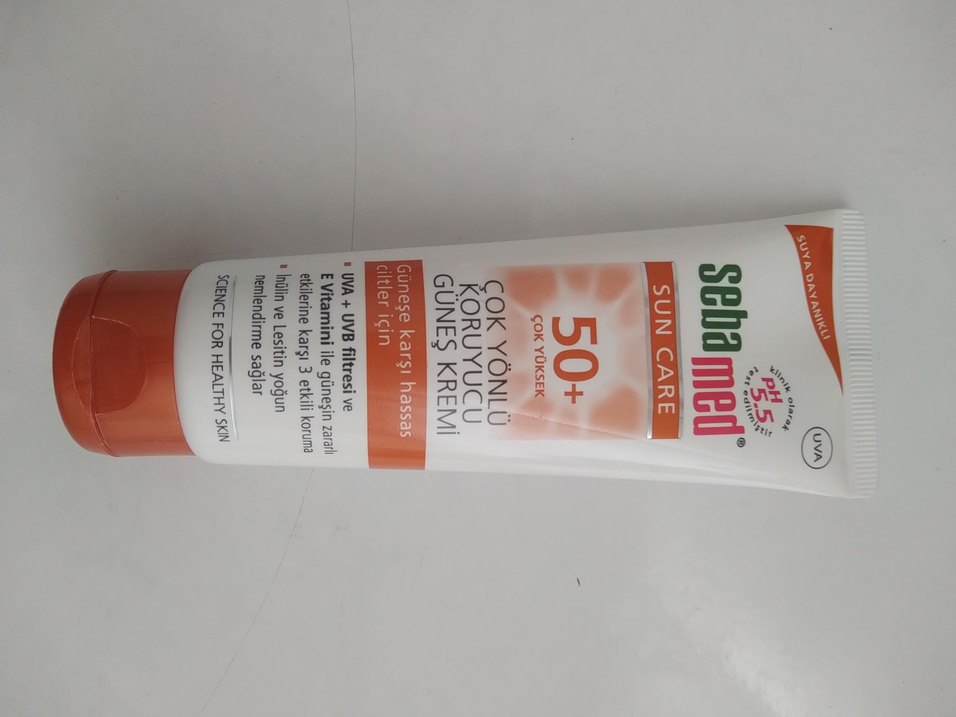 SUYA DAYANIKLI
UVA
klinik olarak
pH
5.5
test edilmiştir
seba
med®
SUN CARE
50+
ÇOK YÜKSEK
ÇOK YÖNLÜ
KORUYUCU
GÜNEŞ KREMİ
Güneşe karşı hassas
ciltler için
▪ UVA + UVB filtresi ve
E Vitamini ile güneşin zararlı
etkilerine karşı 3 etkili koruma
▪ İnülin ve Lesitin yoğun
nemlendirme sağlar
SCIENCE FOR HEALTHY SKIN